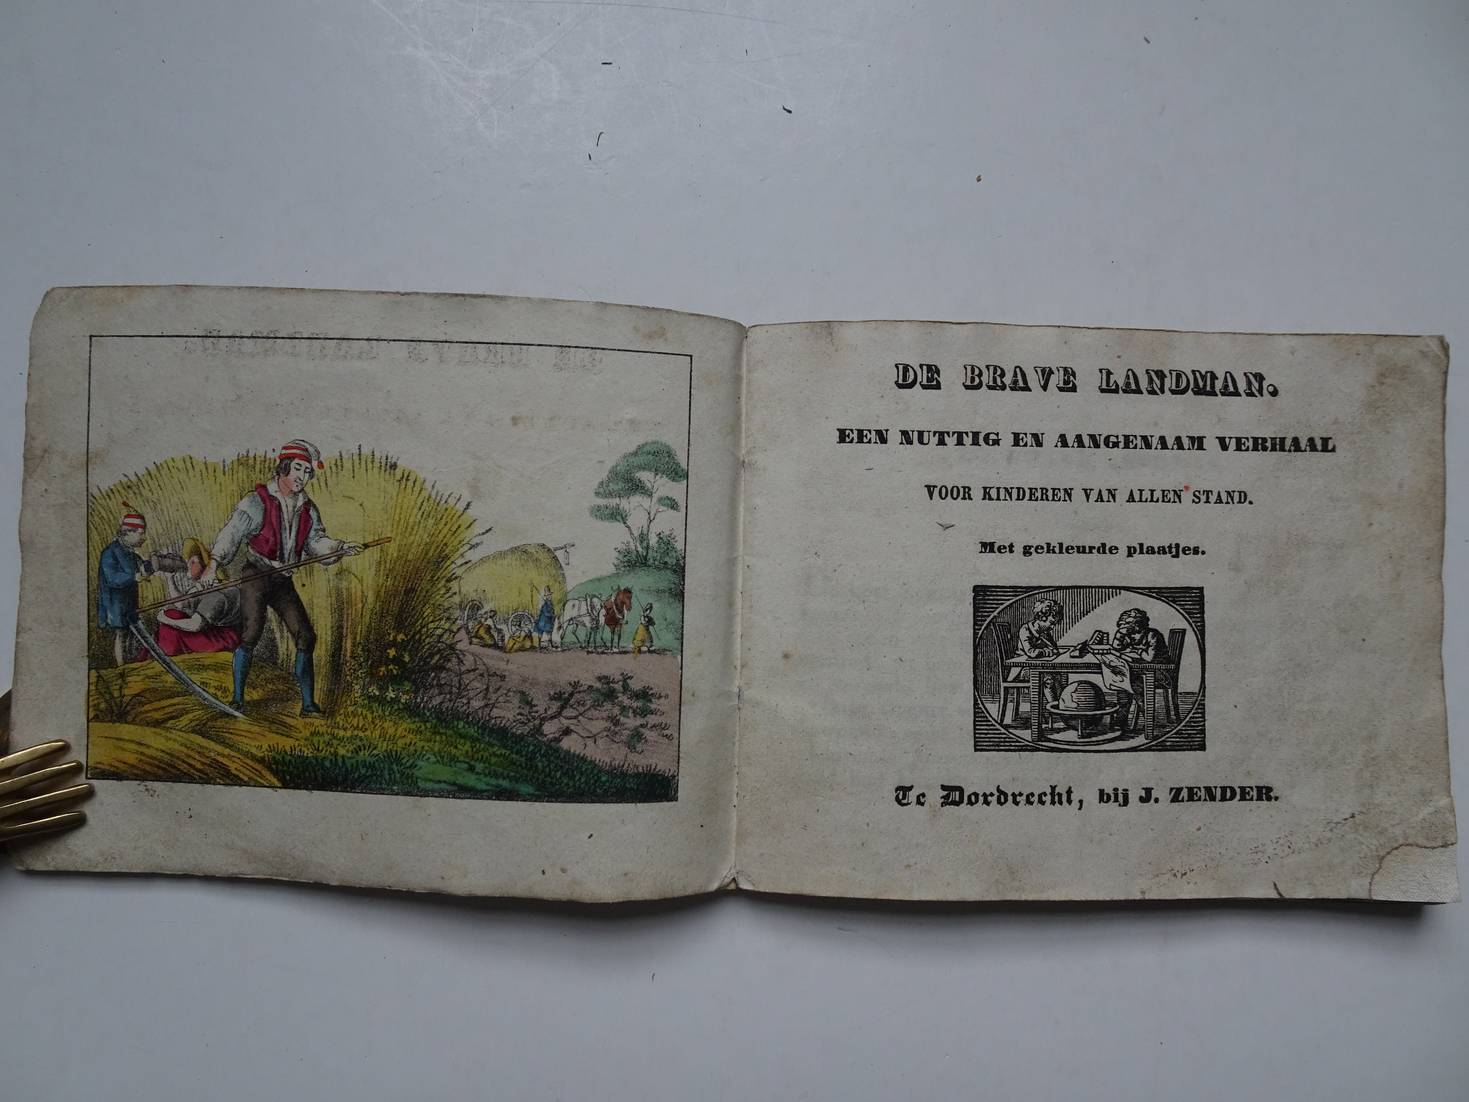 DE BRAVE LANDMAN.
EEN NUTTIG EN AANGENAAM VERHAAL
VOOR KINDEREN VAN ALLEN STAND.
Met gekleurde plaatjes.
Te Dordrecht, bij J. ZENDER.